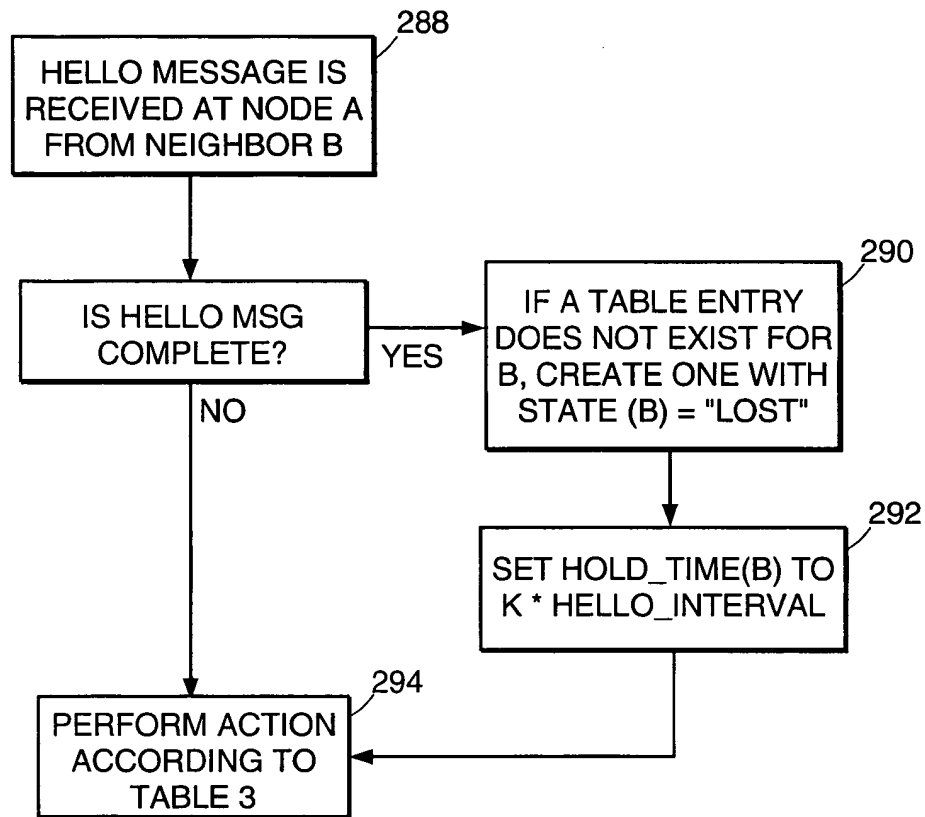 288
HELLO MESSAGE IS
RECEIVED AT NODE A
FROM NEIGHBOR B
IS HELLO MSG
COMPLETE?
YES
NO
290
IF A TABLE ENTRY
DOES NOT EXIST FOR
B, CREATE ONE WITH
STATE (B) = "LOST"
292
SET HOLD_TIME(B) TO
K * HELLO_INTERVAL
294
PERFORM ACTION
ACCORDING TO
TABLE 3